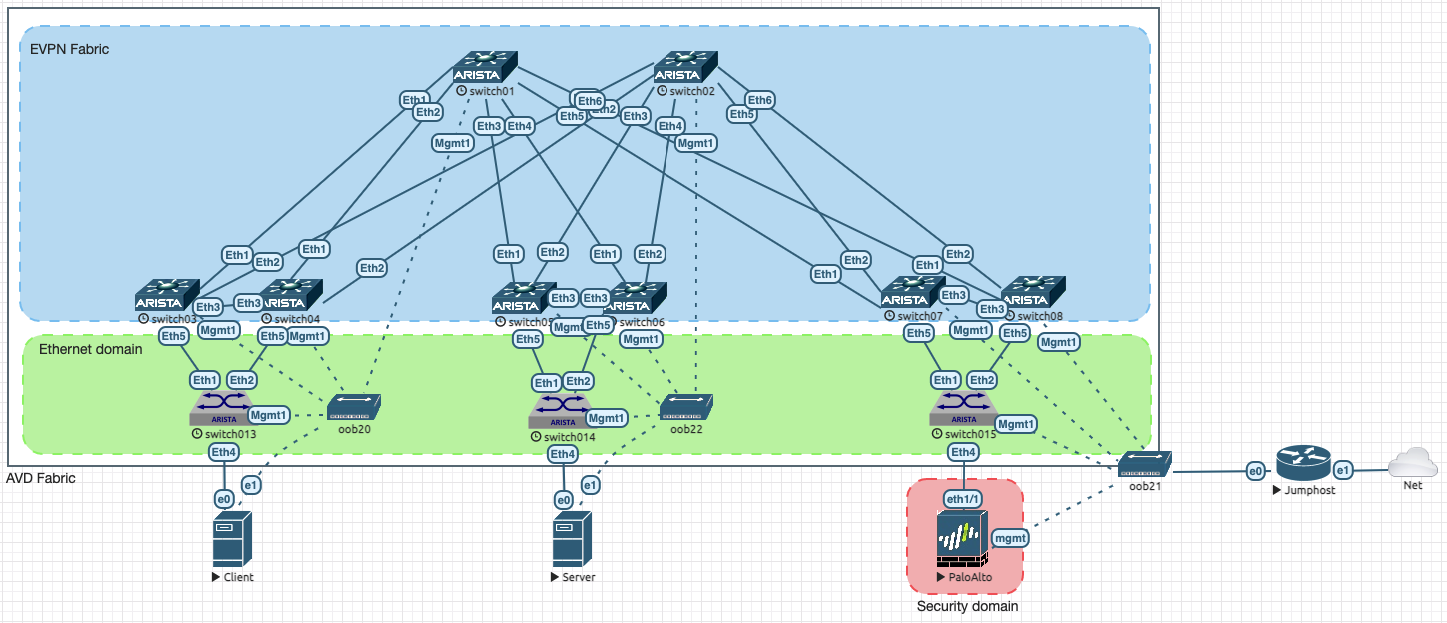 EVPN Fabric
ARISTA
switch01
ARISTA
switch02
Eth1
Eth2
Eth3
Eth4
Mgmt1
Eth5
Eth6
Eth2
Eth3
Eth4
Mgmt1
Eth5
Eth6
Eth1
Eth2
Eth1
Eth2
Eth1
Eth2
Eth1
Eth2
Eth1
Eth2
Eth1
Eth2
ARISTA
switch03
Eth3
Eth3
ARISTA
switch04
ARISTA
switch05
Eth3
Eth3
ARISTA
switch06
ARISTA
switch07
Eth3
Eth3
ARISTA
switch08
Eth5
Mgmt1
Eth5
Mgmt1
Eth5
Mgmt1
Eth5
Mgmt1
Eth5
Mgmt1
Eth5
Mgmt1
Ethernet domain
Eth1
Eth2
ARISTA
Mgmt1
switch013
oob20
Eth1
Eth2
ARISTA
Mgmt1
switch014
oob22
Eth1
Eth2
ARISTA
Mgmt1
switch015
Eth4
Eth4
Eth4
AVD Fabric
oob21
e0
Jumphost
e1
Net
e0
e1
Client
e0
e1
Server
eth1/1
mgmt
PaloAlto
Security domain